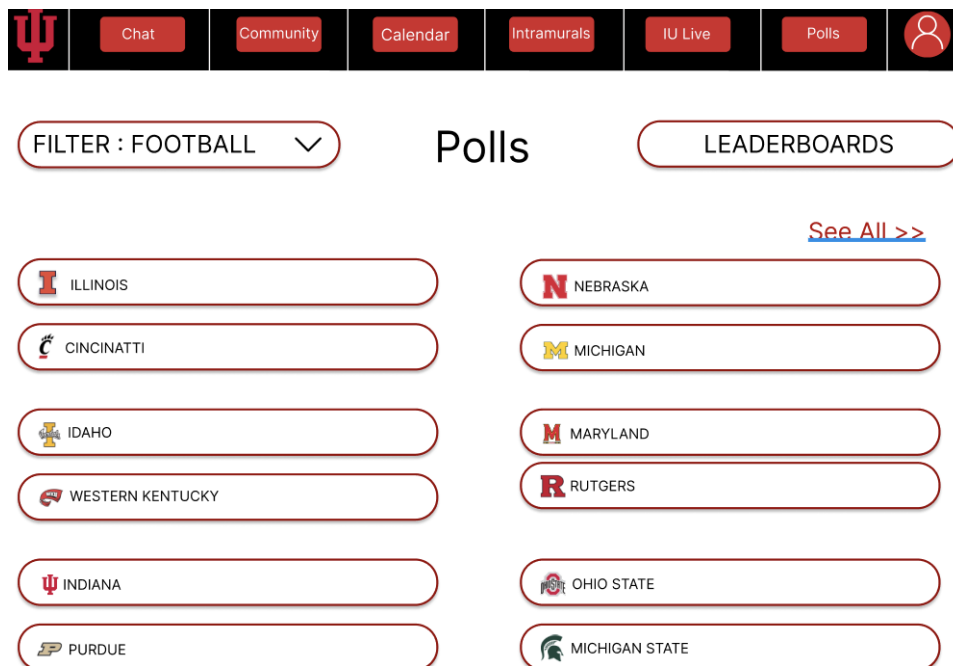 Chat Community Calendar Intramurals IU Live Polls
FILTER : FOOTBALL Polls LEADERBOARDS
See All >>
ILLINOIS
CINCINATTI
NEBRASKA
MICHIGAN
IDAHO
WESTERN KENTUCKY
MARYLAND
RUTGERS
INDIANA
PURDUE
OHIO STATE
MICHIGAN STATE